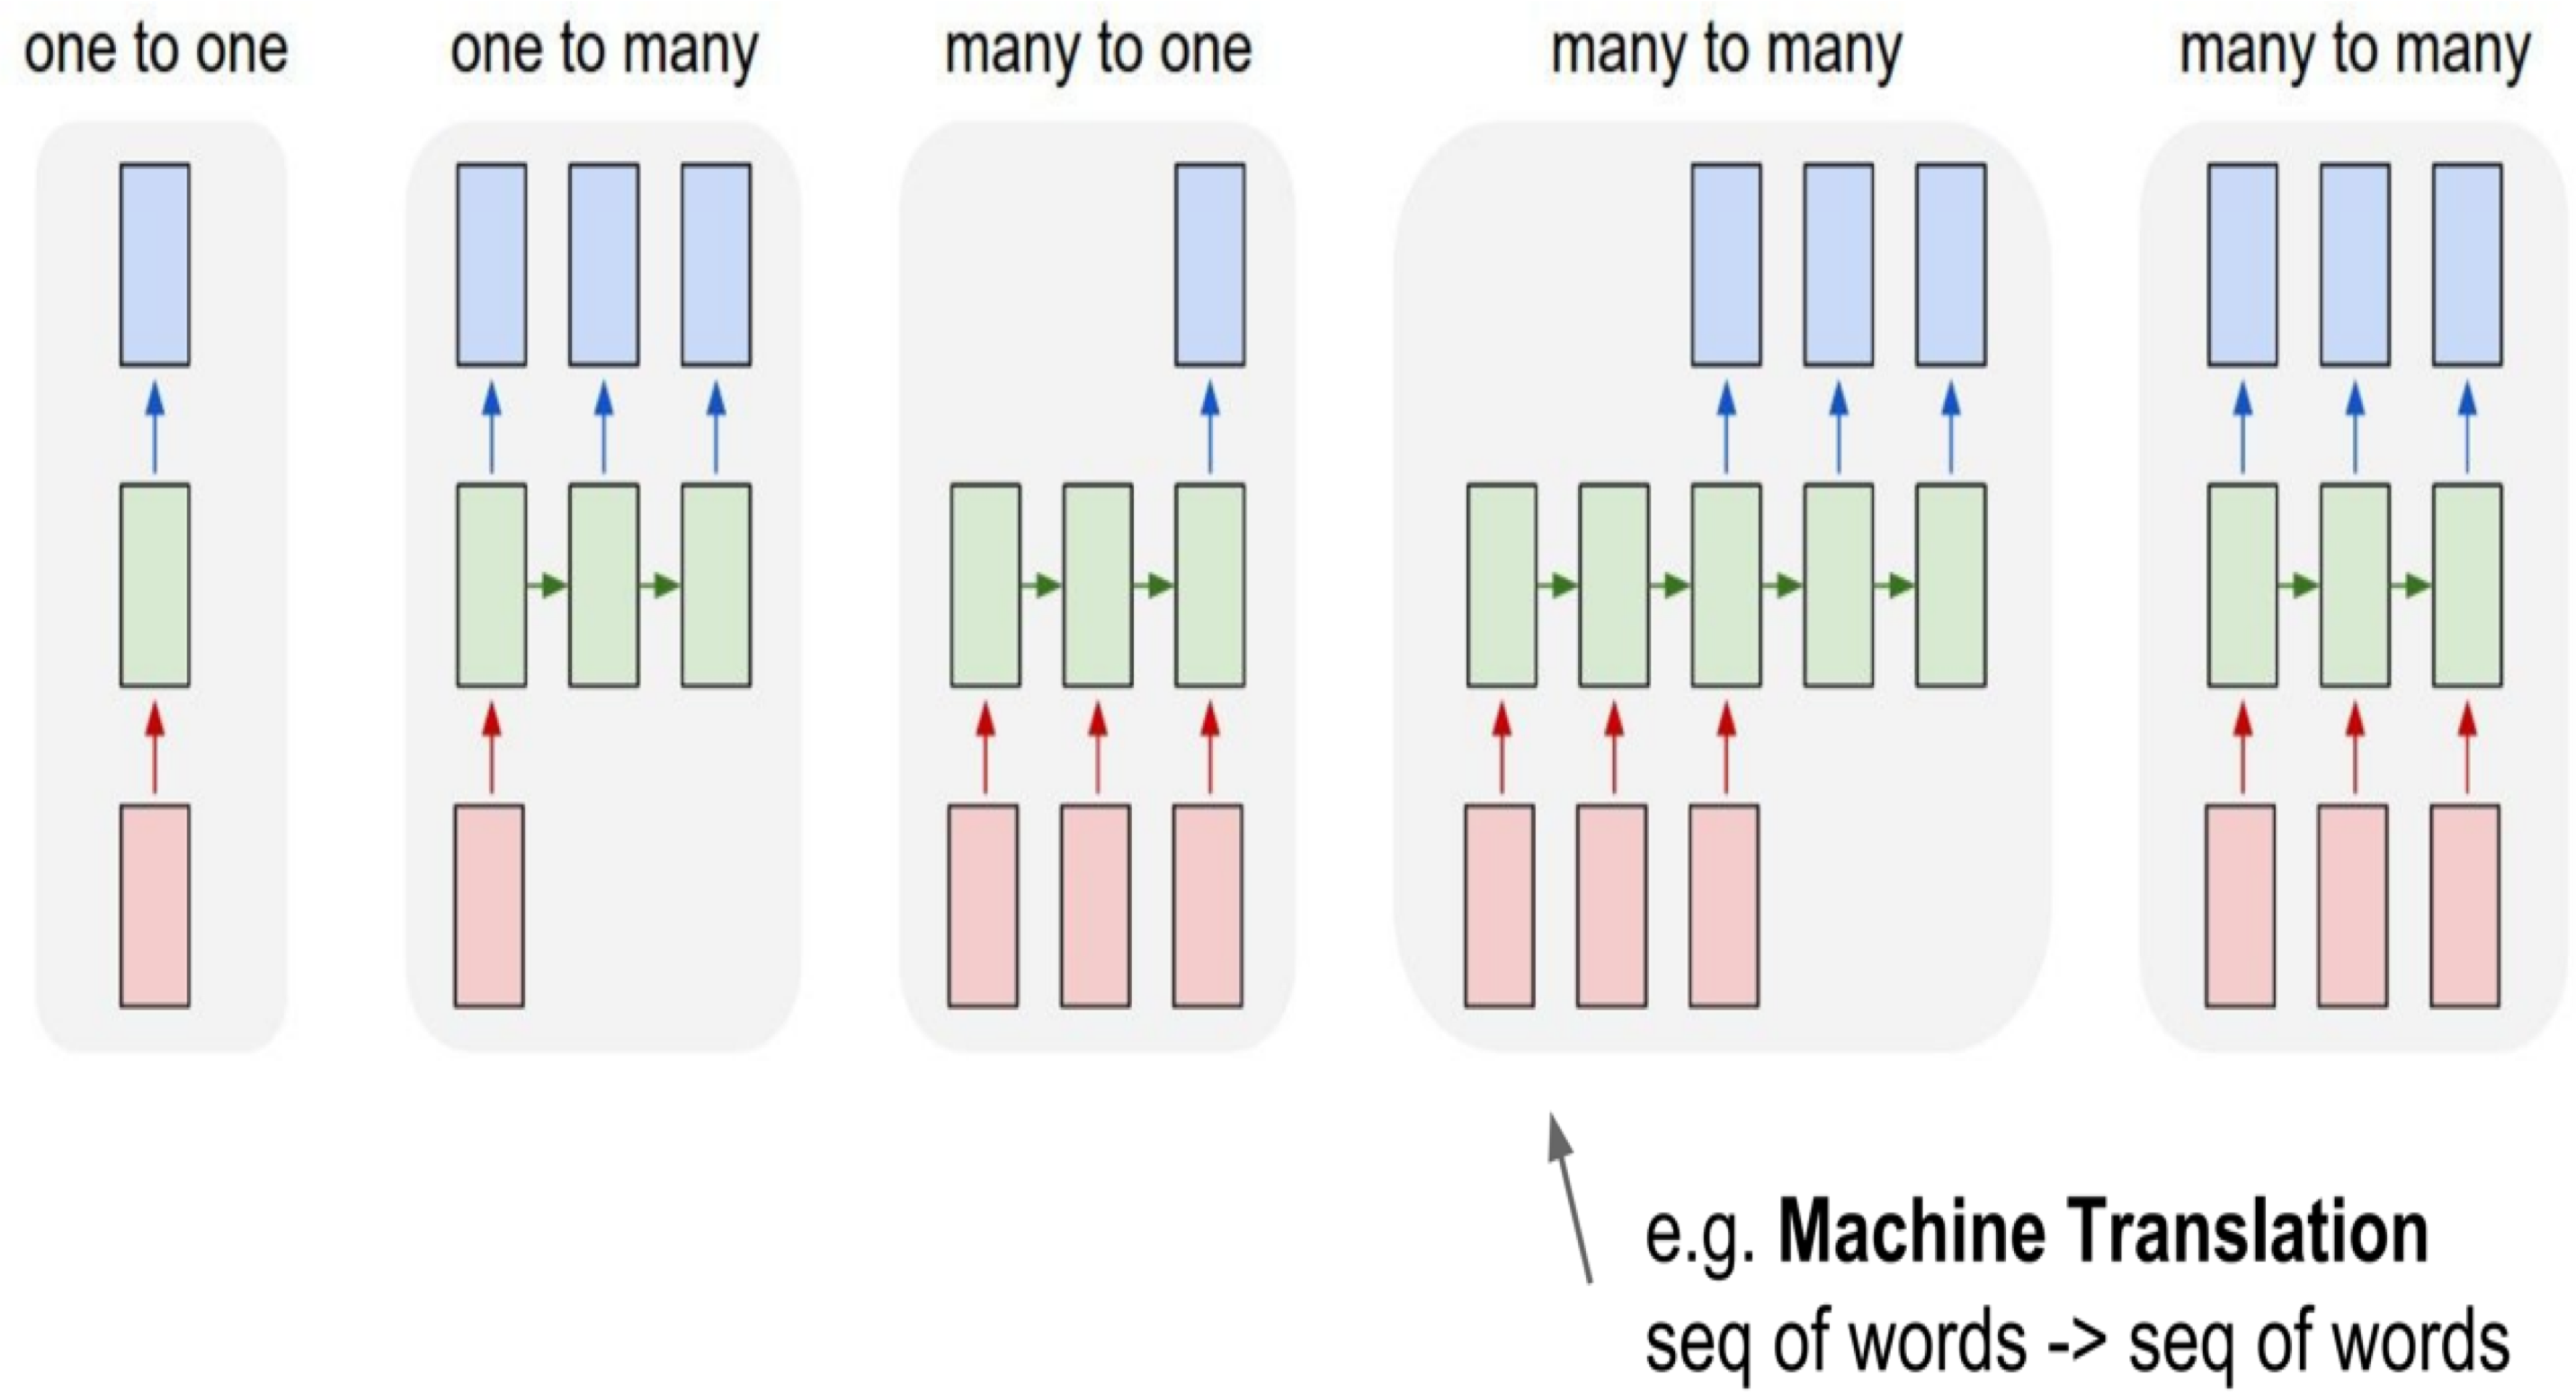 one to one
one to many
many to one
many to many
many to many
e.g. Machine Translation
seq of words -> seq of words